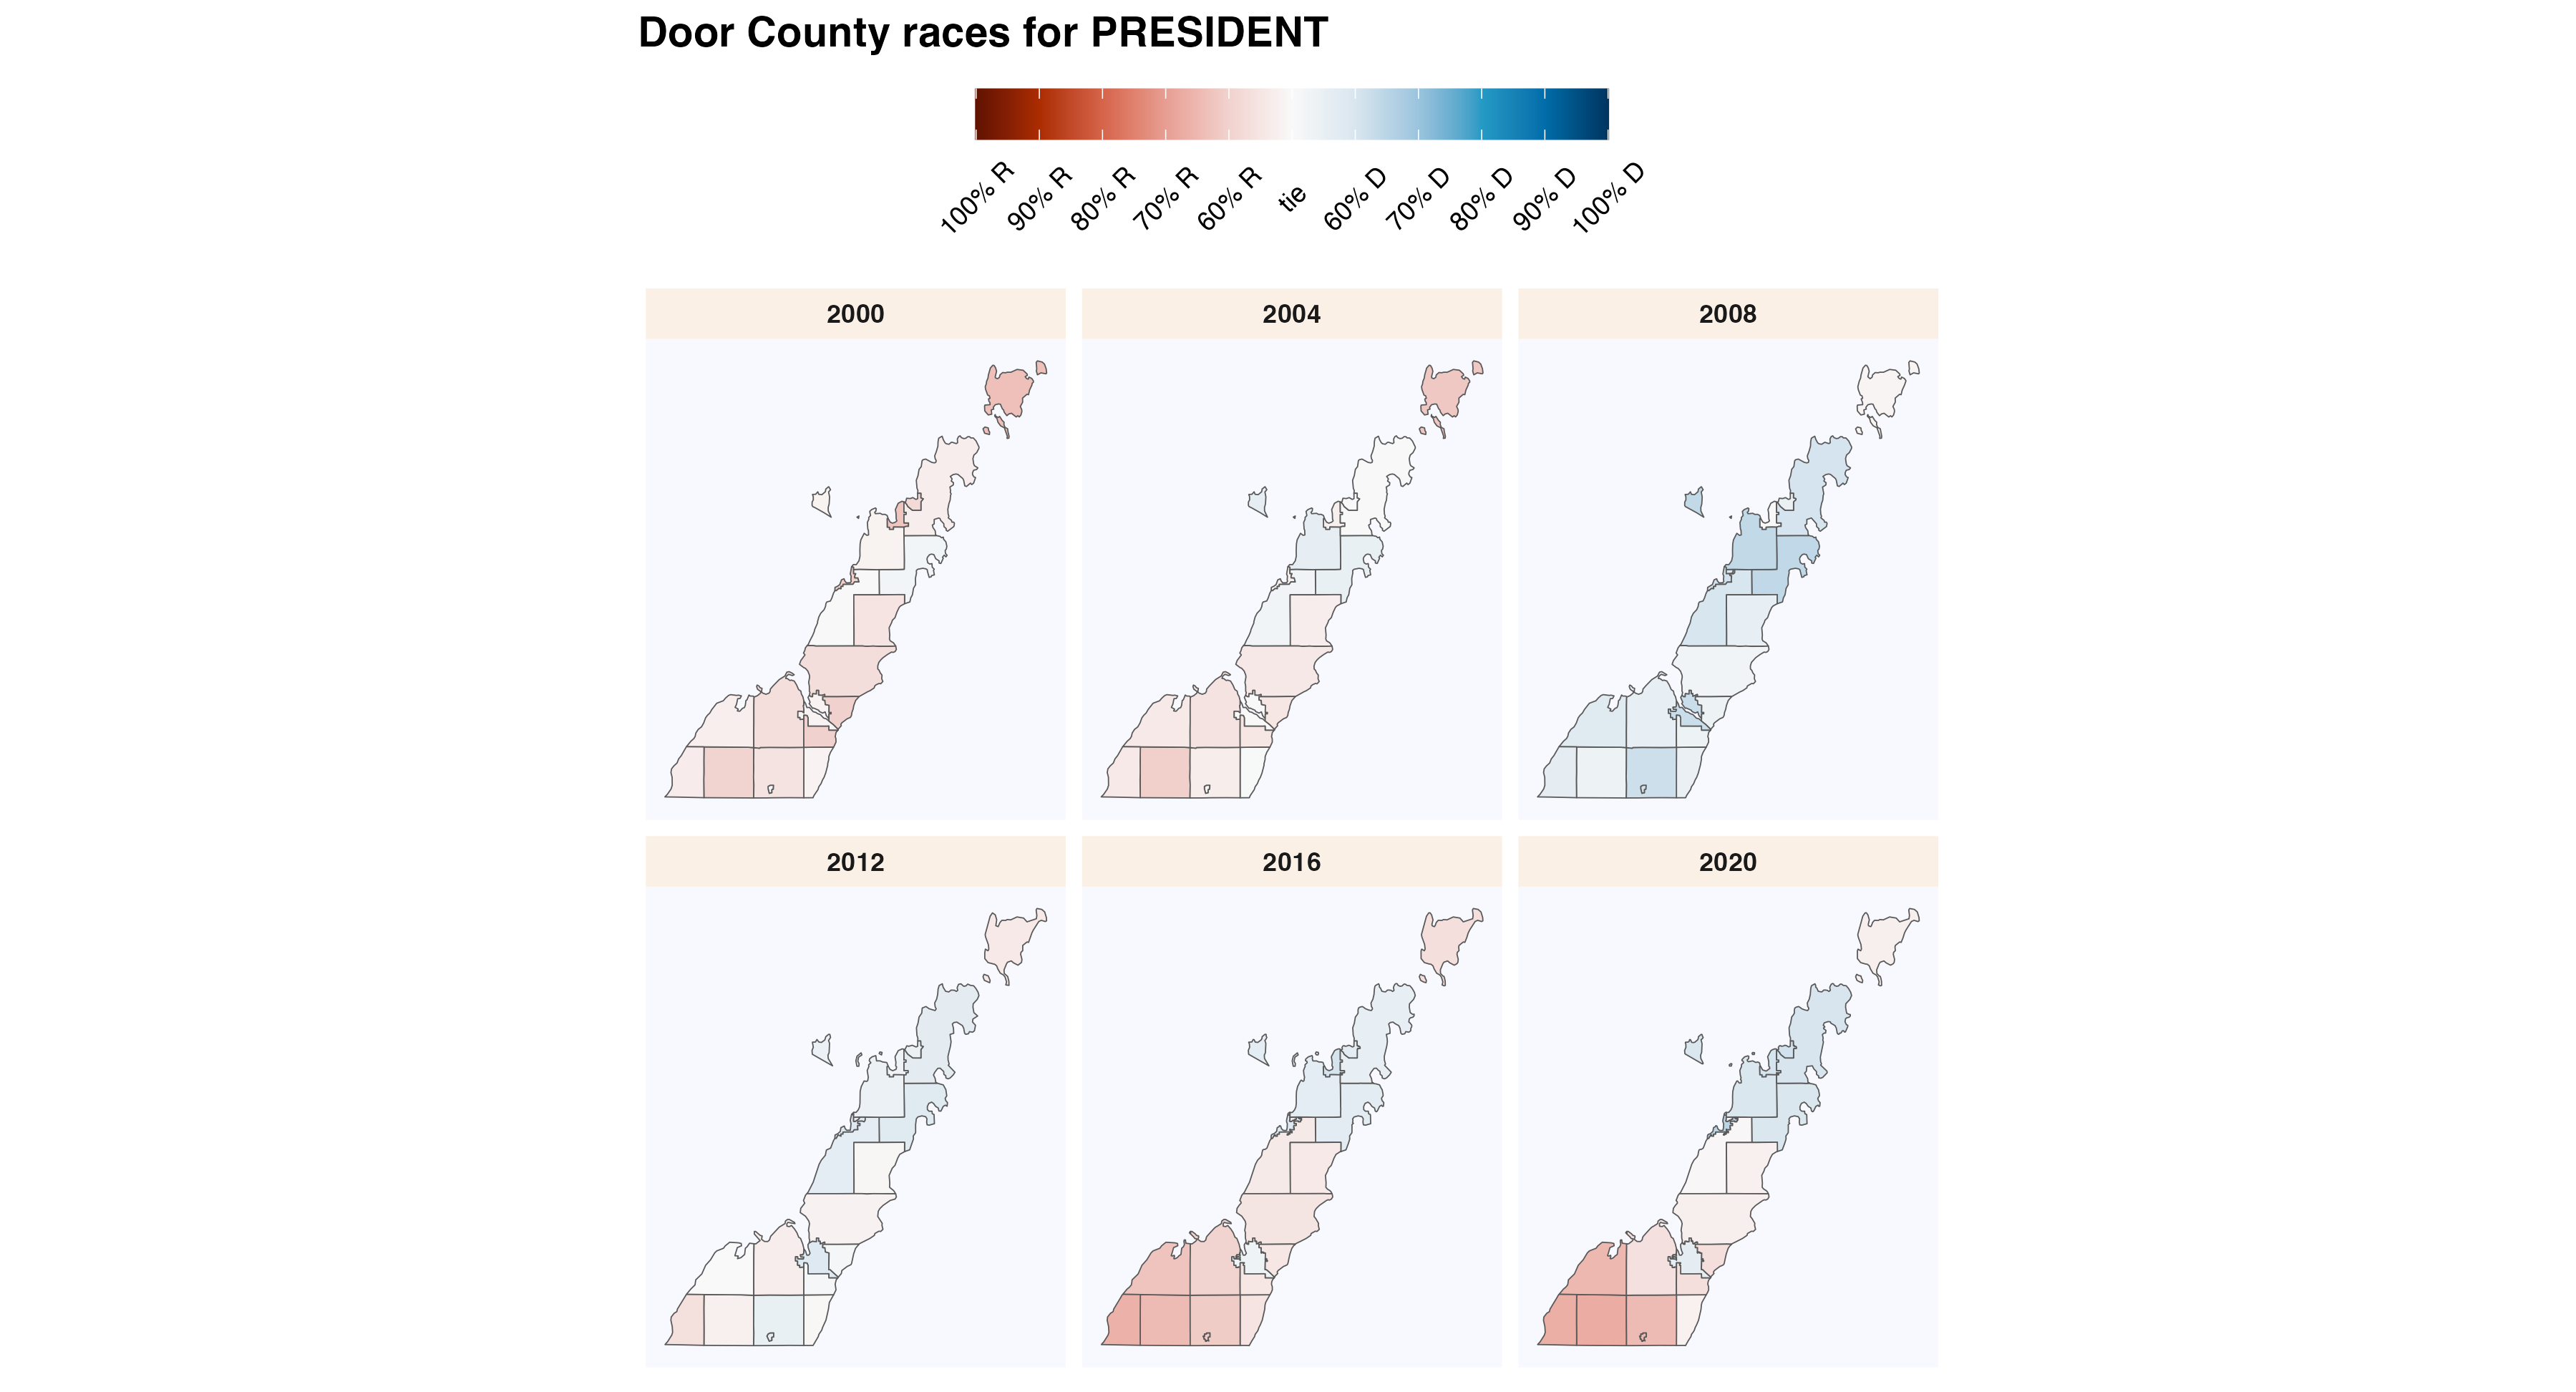 Door County races for PRESIDENT
100% R
90% R
80% R
70% R
60% R
tie
60% D
70% D
80% D
90% D
100% D
2000
2004
2008
2012
2016
2020